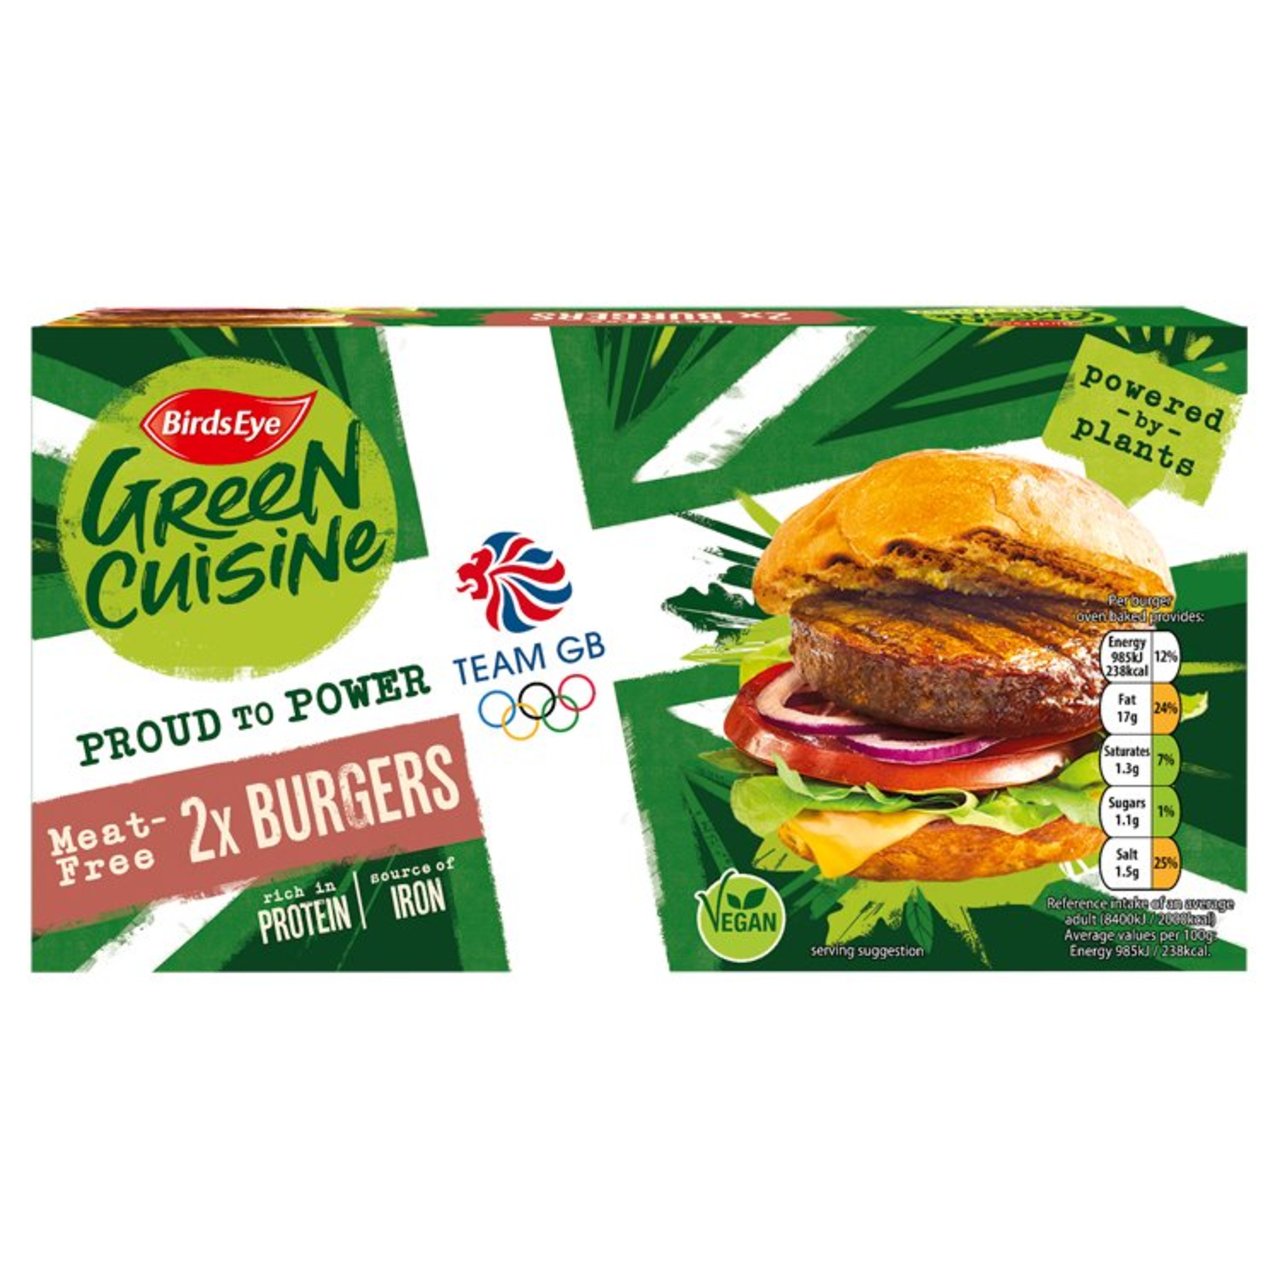 2x BURGERS
BirdsEye
GREEN
CUISINE
powered
-by-
plants
TEAM GB
PROUD TO POWER
Meat-
Free
2x BURGERS
rich in
PROTEIN
source of
IRON
VEGAN
serving suggestion
Per burger
oven baked provides:
Energy
985kJ
238kcal
12%
Fat
17g
24%
Saturates
1.3g
7%
Sugars
1.1g
1%
Salt
1.5g
25%
Reference intake of an average
adult (8400kJ / 2000kcal)
Average values per 100g:
Energy 985kJ / 238kcal.